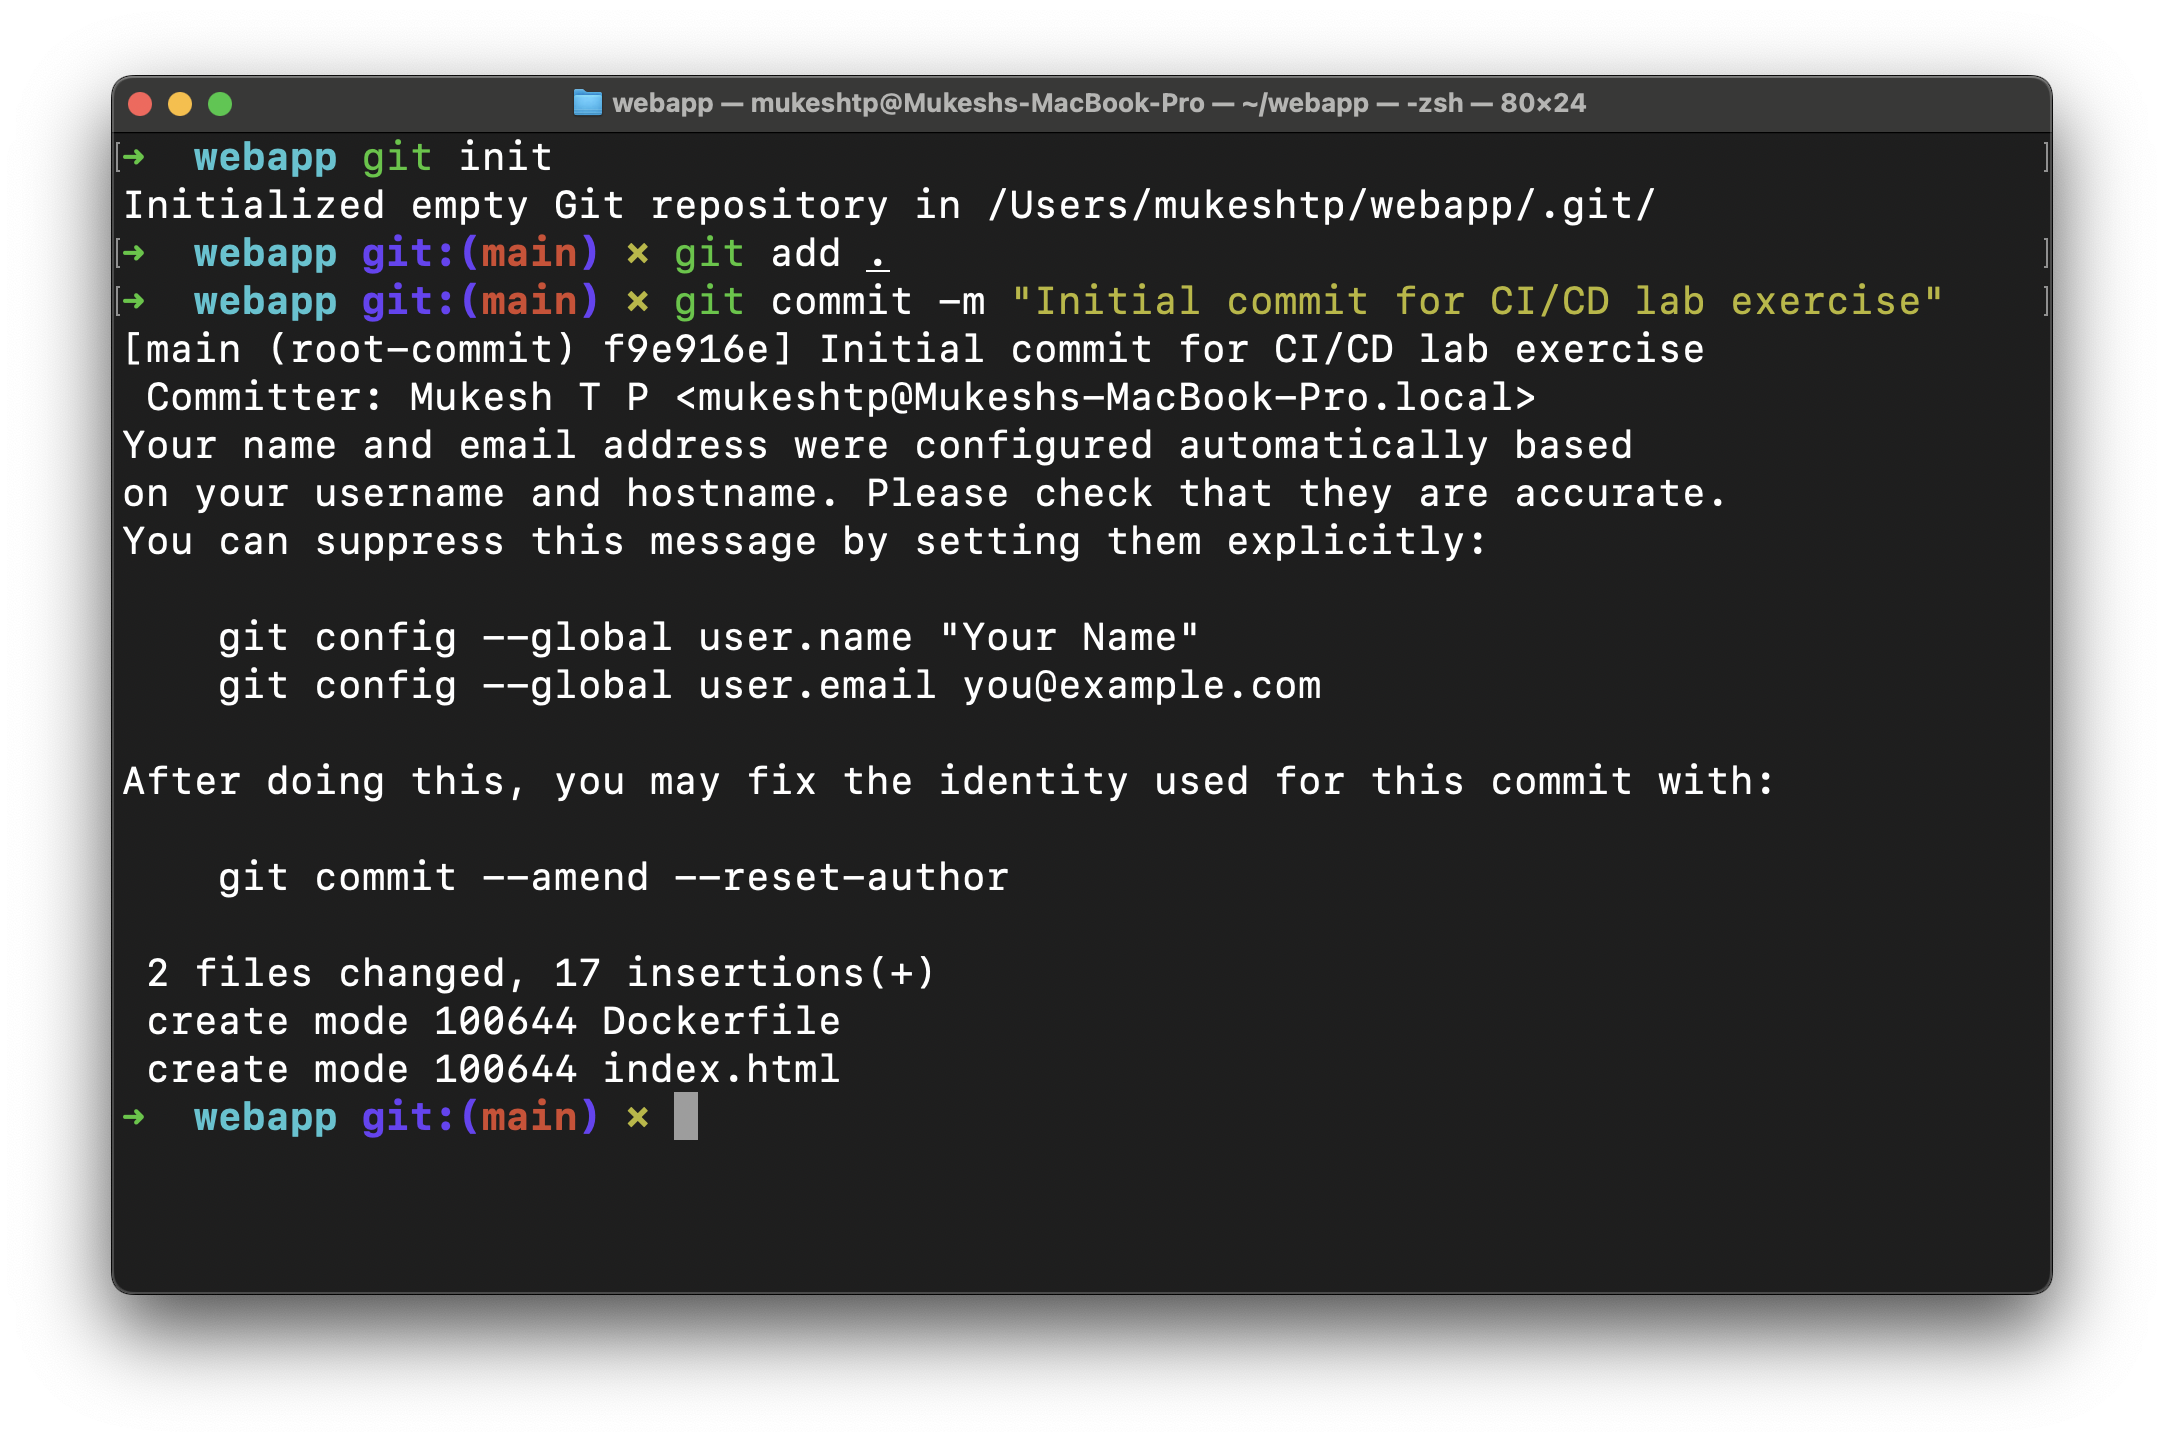 webapp — mukeshtp@Mukeshs-MacBook-Pro — ~/webapp — -zsh — 80×24
[➜  webapp git init ]
Initialized empty Git repository in /Users/mukeshtp/webapp/.git/
[➜  webapp git:(main) ✗ git add . ]
[➜  webapp git:(main) ✗ git commit -m "Initial commit for CI/CD lab exercise" ]
[main (root-commit) f9e916e] Initial commit for CI/CD lab exercise
 Committer: Mukesh T P <mukeshtp@Mukeshs-MacBook-Pro.local>
Your name and email address were configured automatically based
on your username and hostname. Please check that they are accurate.
You can suppress this message by setting them explicitly:

    git config --global user.name "Your Name"
    git config --global user.email you@example.com

After doing this, you may fix the identity used for this commit with:

    git commit --amend --reset-author

 2 files changed, 17 insertions(+)
 create mode 100644 Dockerfile
 create mode 100644 index.html
➜  webapp git:(main) ✗